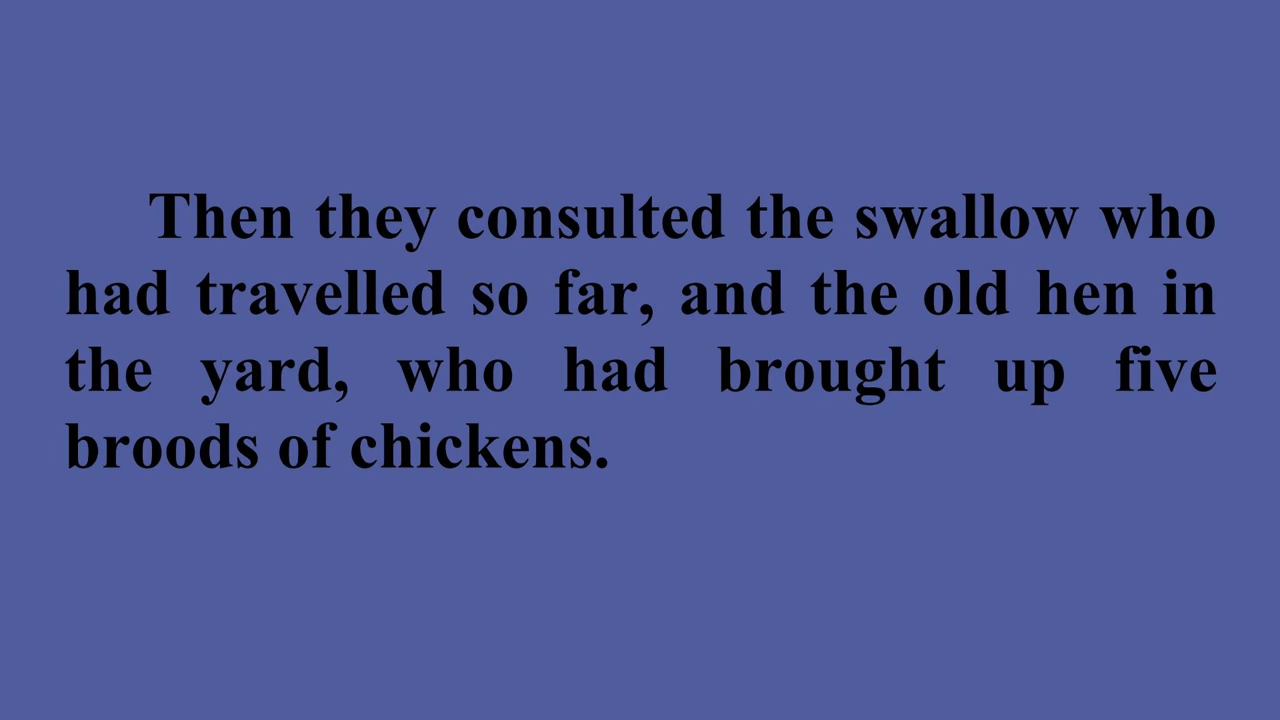 Then they consulted the swallow who
had travelled so far, and the old hen in
the yard, who had brought up five
broods of chickens.